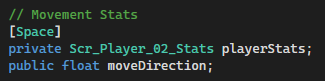 // Movement Stats
[Space]
private Scr_Player_02_Stats playerStats;
public float moveDirection;